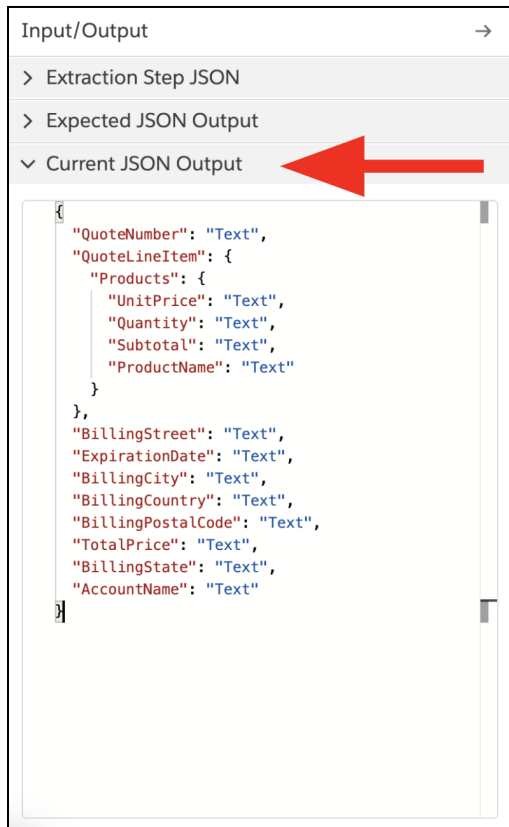 Input/Output
Extraction Step JSON
Expected JSON Output
Current JSON Output
{
"QuoteNumber": "Text",
"QuoteLineItem": {
"Products": {
"UnitPrice": "Text",
"Quantity": "Text",
"Subtotal": "Text",
"ProductName": "Text"
}
},
"BillingStreet": "Text",
"ExpirationDate": "Text",
"BillingCity": "Text",
"BillingCountry": "Text",
"BillingPostalCode": "Text",
"TotalPrice": "Text",
"BillingState": "Text",
"AccountName": "Text"
}